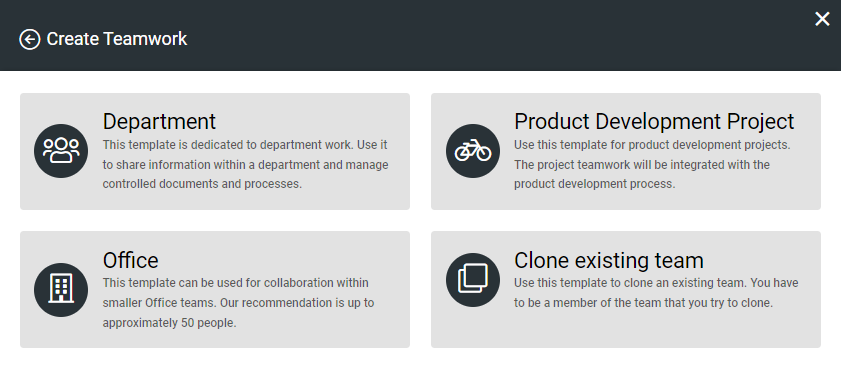 Create Teamwork
Department
This template is dedicated to department work. Use it
to share information within a department and manage
controlled documents and processes.
Product Development Project
Use this template for product development projects.
The project teamwork will be integrated with the
product development process.
Office
This template can be used for collaboration within
smaller Office teams. Our recommendation is up to
approximately 50 people.
Clone existing team
Use this template to clone an existing team. You have
to be a member of the team that you try to clone.